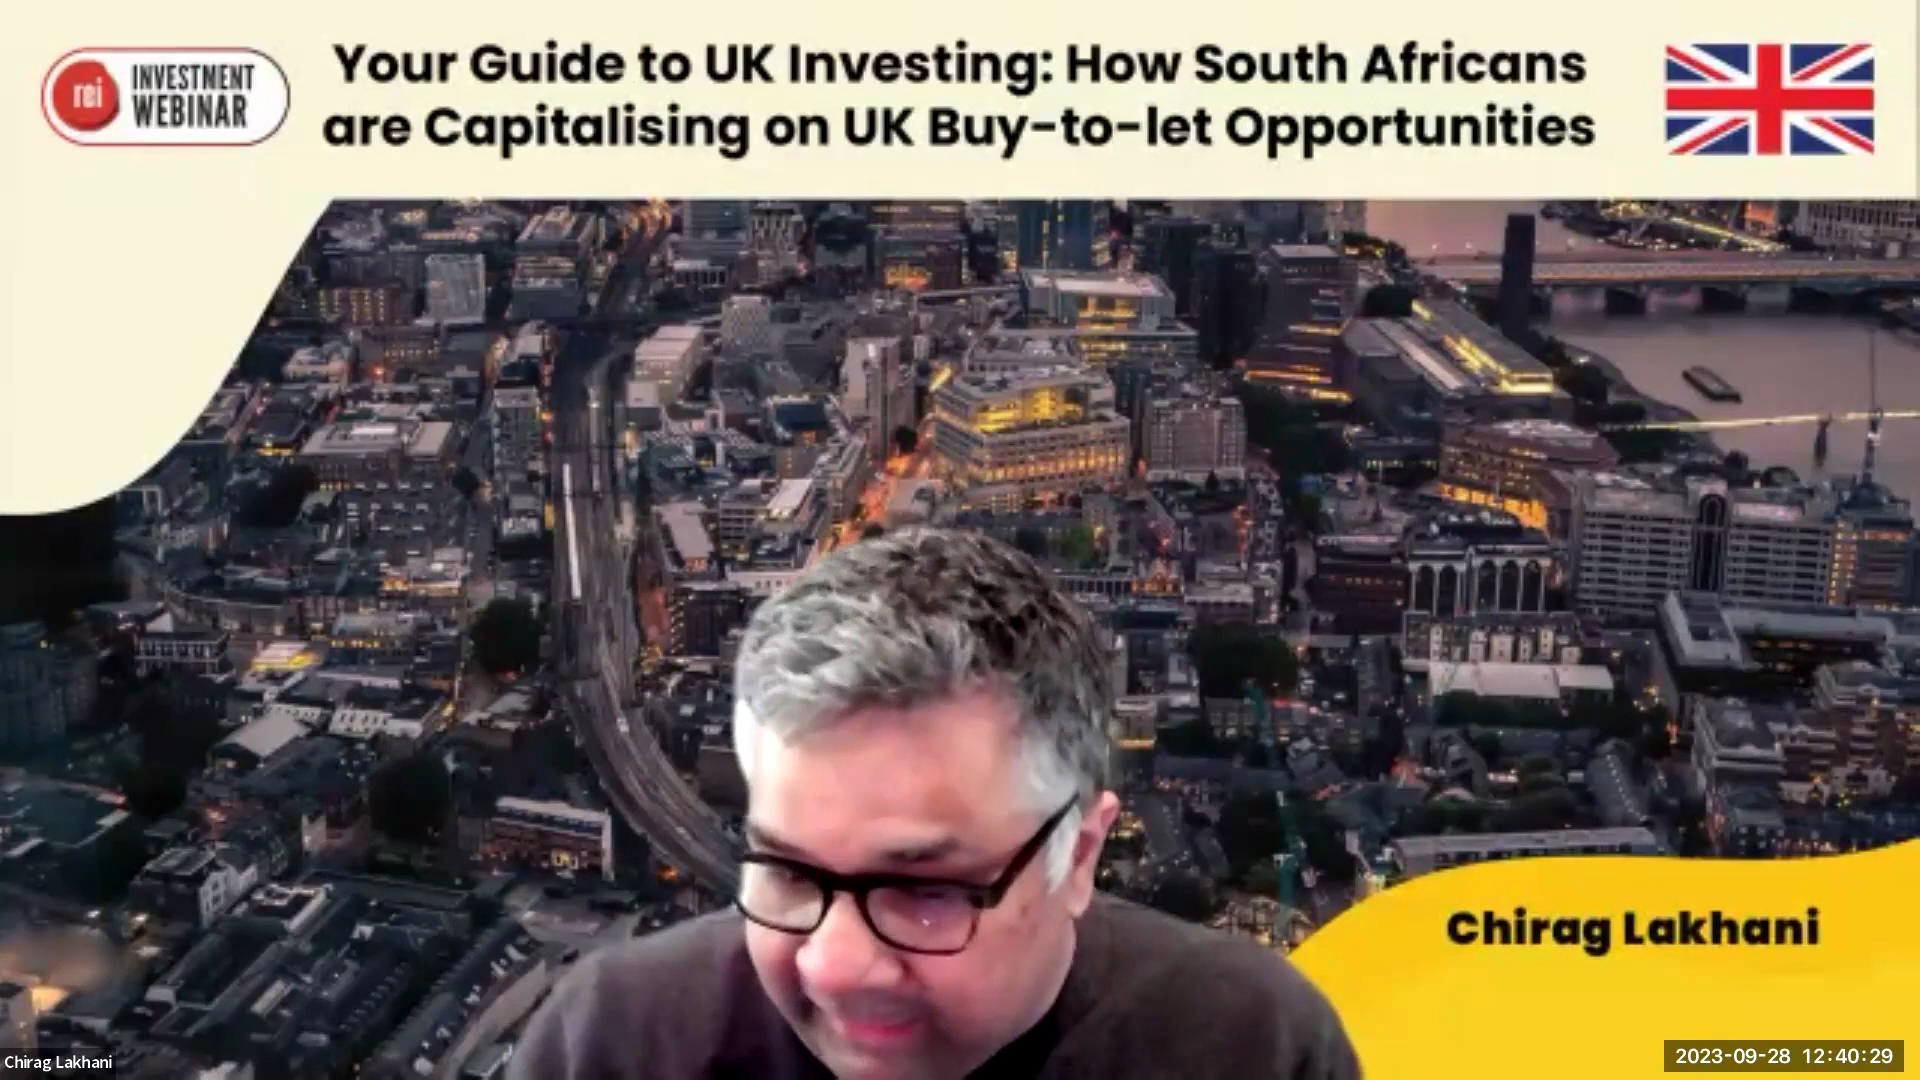 rei
INVESTMENT
WEBINAR
Your Guide to UK Investing: How South Africans
are Capitalising on UK Buy-to-let Opportunities
Chirag Lakhani
Chirag Lakhani
2023-09-28 12:40:29